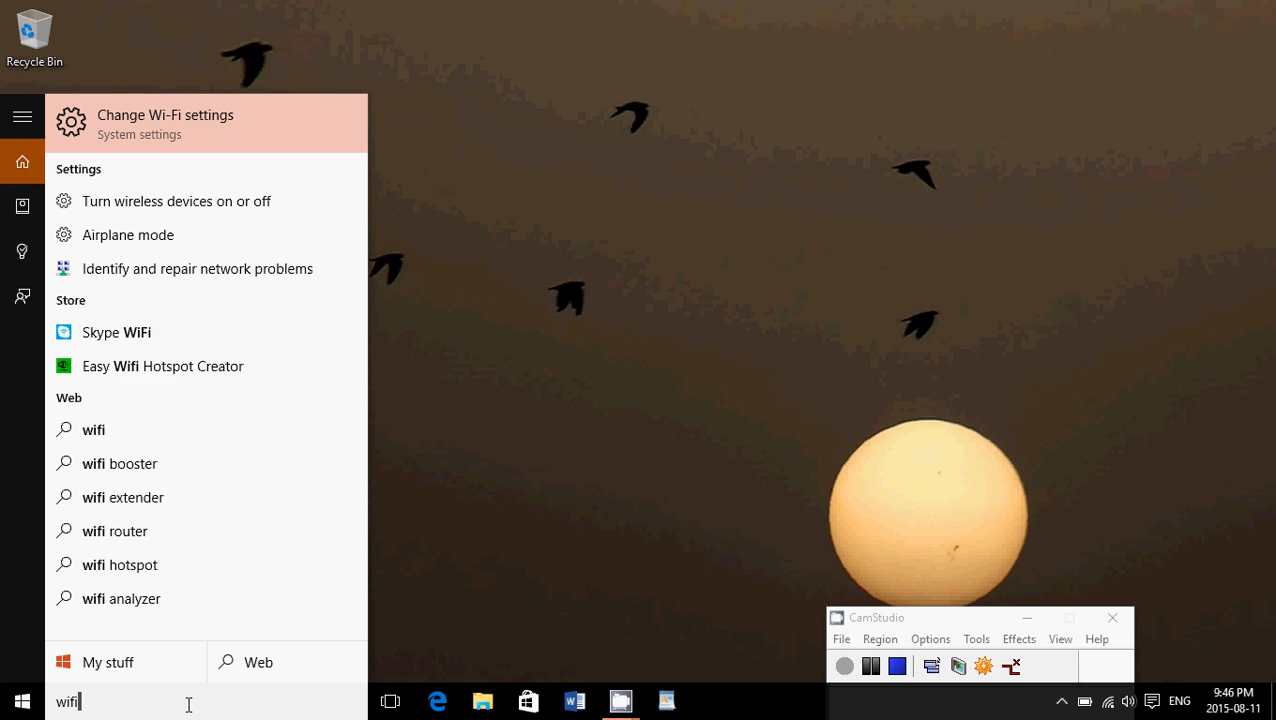 Recycle Bin
Change Wi-Fi settings
System settings
Settings
Turn wireless devices on or off
Airplane mode
Identify and repair network problems
Store
Skype WiFi
Easy Wifi Hotspot Creator
Web
wifi
wifi booster
wifi extender
wifi router
wifi hotspot
wifi analyzer
My stuff
Web
wifi
CamStudio
File Region Options Tools Effects View Help
ENG
9:46 PM
2015-08-11